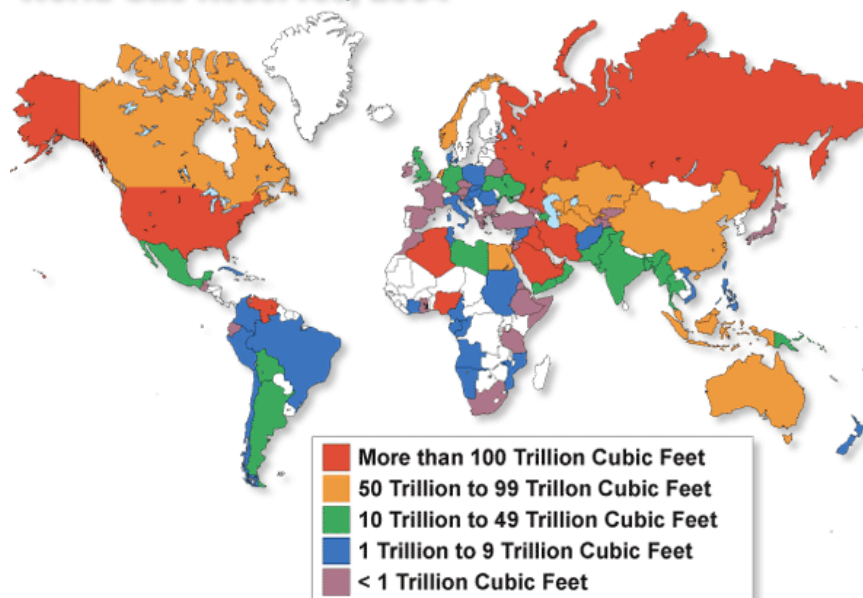 More than 100 Trillion Cubic Feet
50 Trillion to 99 Trillon Cubic Feet
10 Trillion to 49 Trillion Cubic Feet
1 Trillion to 9 Trillion Cubic Feet
< 1 Trillion Cubic Feet